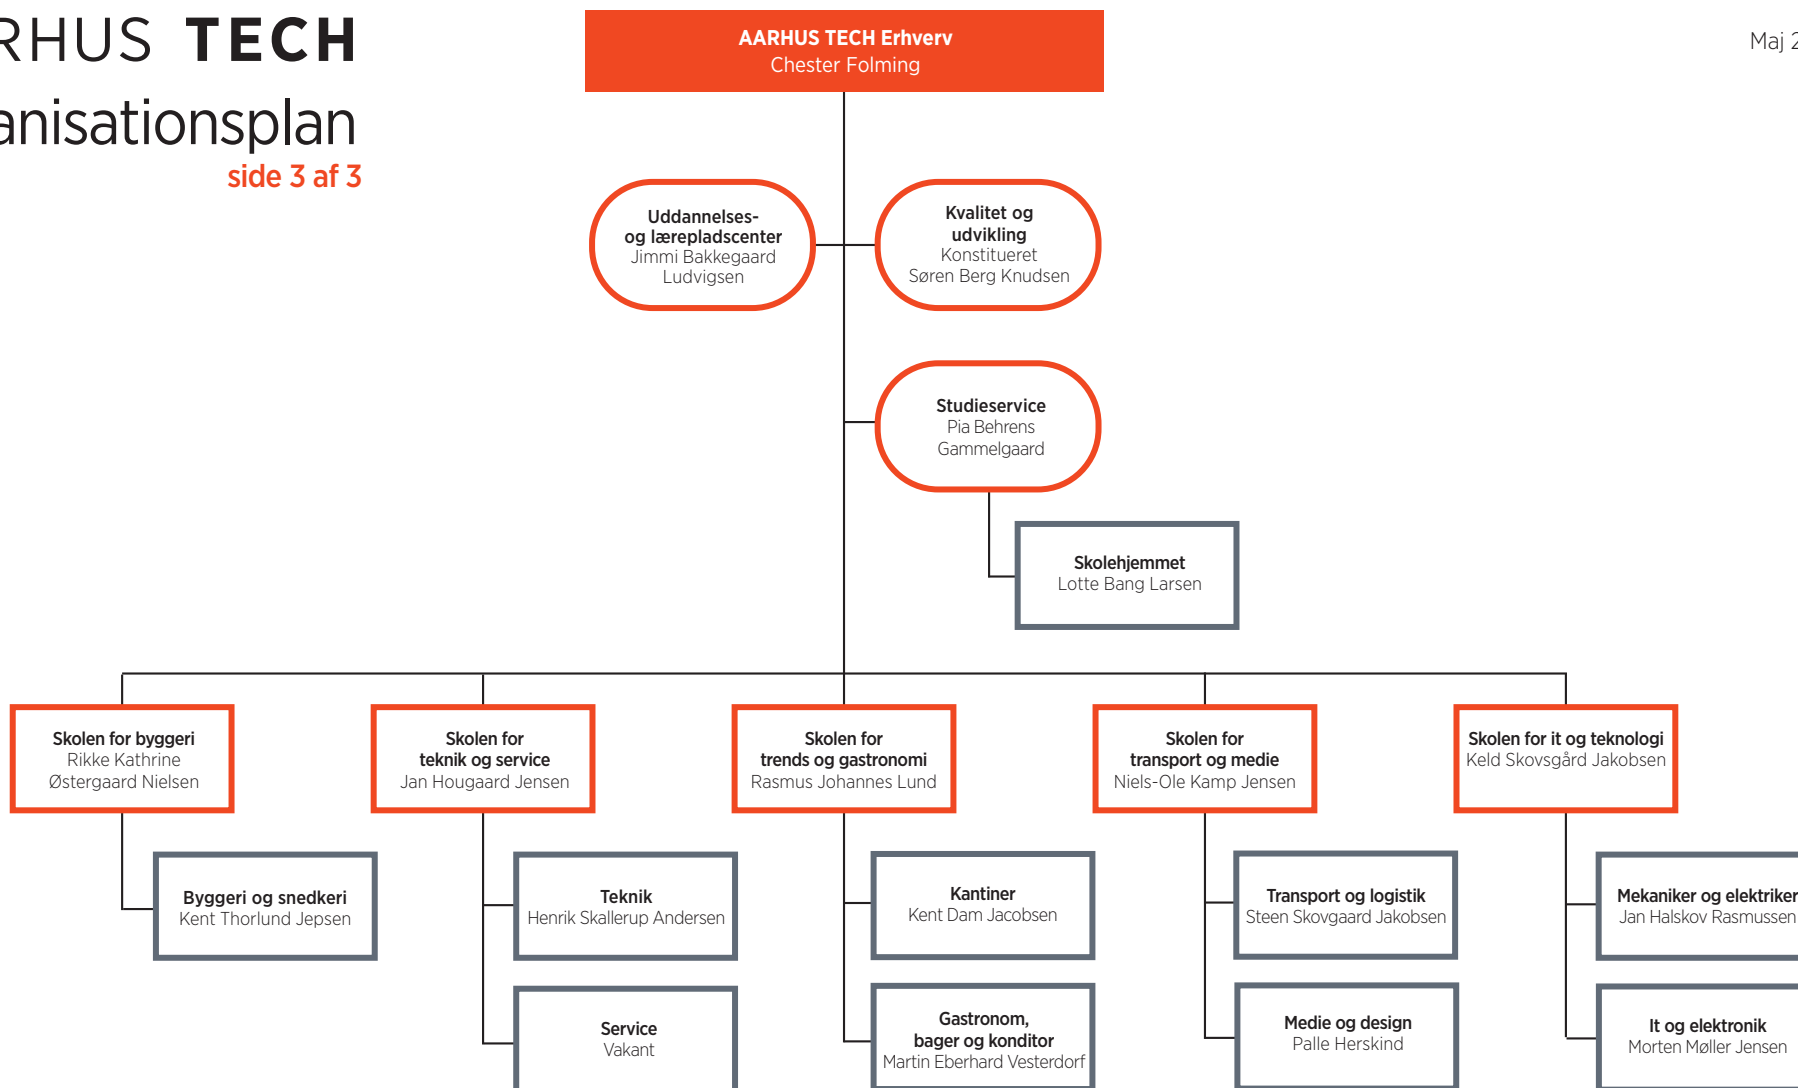 RHUS TECH
anisationsplan
side 3 af 3
AARHUS TECH Erhverv
Chester Folming
Maj 2
Uddannelses-
og lærepladscenter
Jimmi Bakkegaard
Ludvigsen
Kvalitet og
udvikling
Konstitueret
Søren Berg Knudsen
Studieservice
Pia Behrens
Gammelgaard
Skolehjemmet
Lotte Bang Larsen
Skolen for byggeri
Rikke Kathrine
Østergaard Nielsen
Skolen for
teknik og service
Jan Hougaard Jensen
Skolen for
trends og gastronomi
Rasmus Johannes Lund
Skolen for
transport og medie
Niels-Ole Kamp Jensen
Skolen for it og teknologi
Keld Skovsgård Jakobsen
Byggeri og snedkeri
Kent Thorlund Jepsen
Teknik
Henrik Skallerup Andersen
Kantiner
Kent Dam Jacobsen
Transport og logistik
Steen Skovgaard Jakobsen
Mekaniker og elektriker
Jan Halskov Rasmussen
Service
Vakant
Gastronom,
bager og konditor
Martin Eberhard Vesterdorf
Medie og design
Palle Herskind
It og elektronik
Morten Møller Jensen